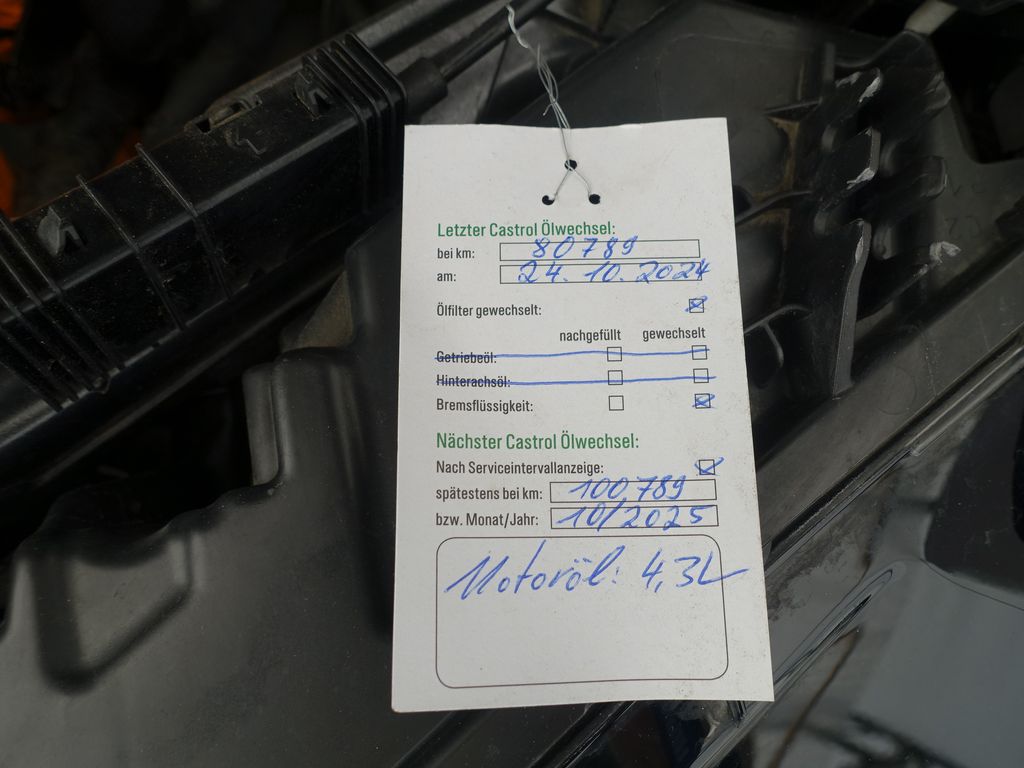 Letzter Castrol Ölwechsel:
bei km: 80789
am: 24.10.2024
Ölfilter gewechselt:
nachgefüllt gewechselt
Getriebeöl:
Hinterachsöl:
Bremsflüssigkeit:
Nächster Castrol Ölwechsel:
Nach Serviceintervallanzeige:
spätestens bei km: 100789
bzw. Monat/Jahr: 10/2025
Motoröl: 4,3L